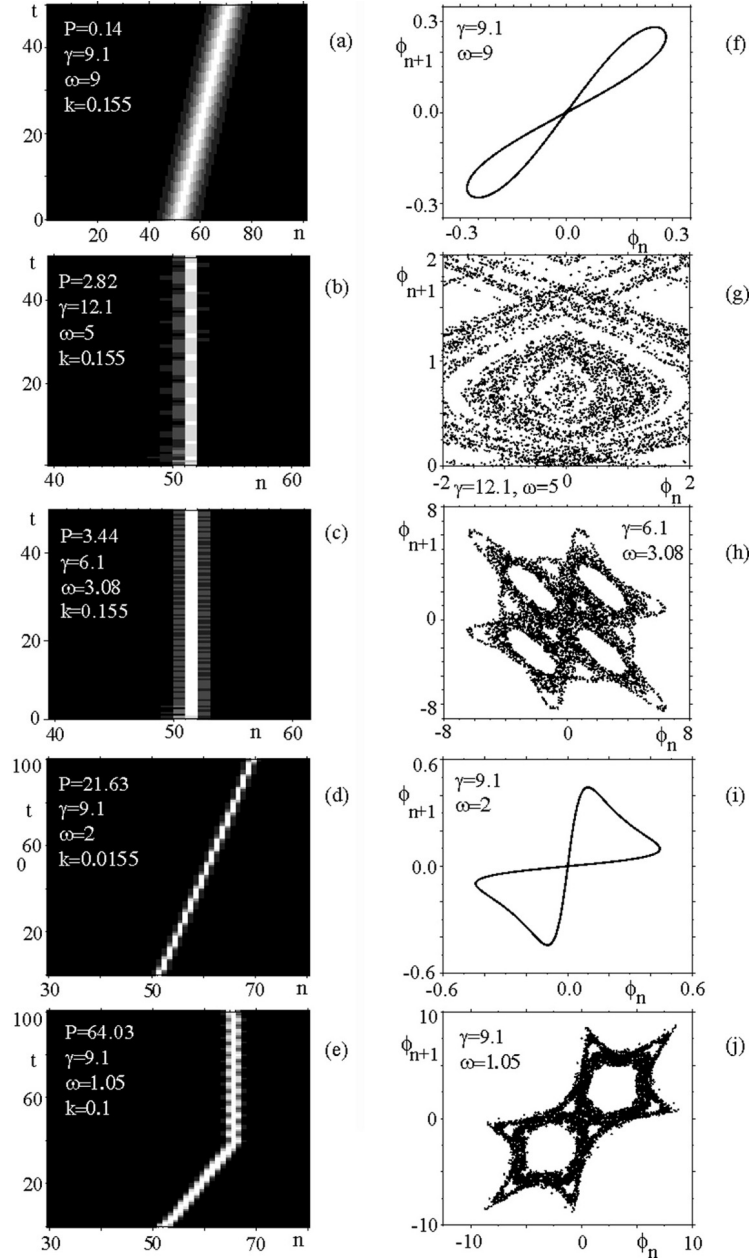 t
P=0.14
γ=9.1
ω=9
k=0.155
40
20
0
20
40
60
80
n
(a)
0.3
ϕn+1
γ=9.1
ω=9
0.0
-0.3
-0.3
0.0
ϕn
0.3
(f)
t
P=2.82
γ=12.1
ω=5
k=0.155
40
20
0
40
50
n
60
(b)
2
ϕn+1
1
0
-2
γ=12.1, ω=5
0
ϕn
2
(g)
t
P=3.44
γ=6.1
ω=3.08
k=0.155
40
20
0
40
50
n
60
(c)
8
ϕn+1
γ=6.1
ω=3.08
0
-8
-8
0
ϕn
8
(h)
100
t
P=21.63
γ=9.1
ω=2
k=0.0155
60
0
20
30
50
70
n
(d)
0.6
ϕn+1
γ=9.1
ω=2
0.0
-0.6
-0.6
0.0
ϕn
0.6
(i)
100
t
P=64.03
γ=9.1
ω=1.05
k=0.1
60
20
30
50
70
n
(e)
10
ϕn+1
γ=9.1
ω=1.05
0
-10
-10
0
ϕn
10
(j)